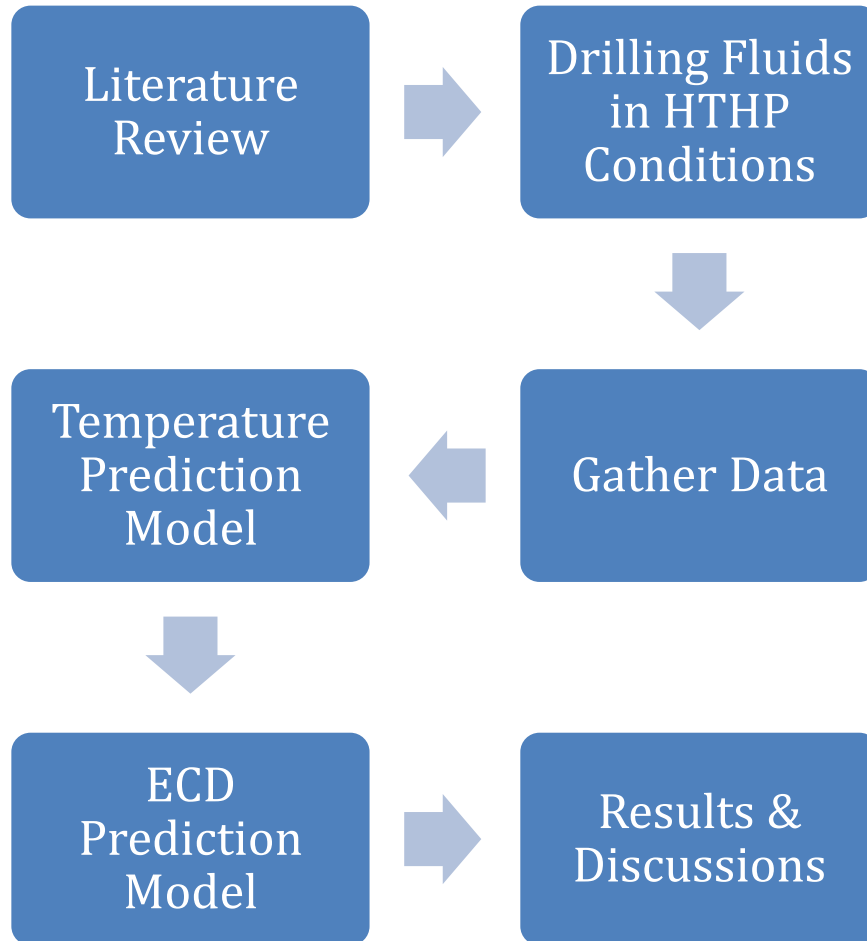 Literature
Review
Drilling Fluids
in HTHP
Conditions
Temperature
Prediction
Model
Gather Data
ECD
Prediction
Model
Results &
Discussions